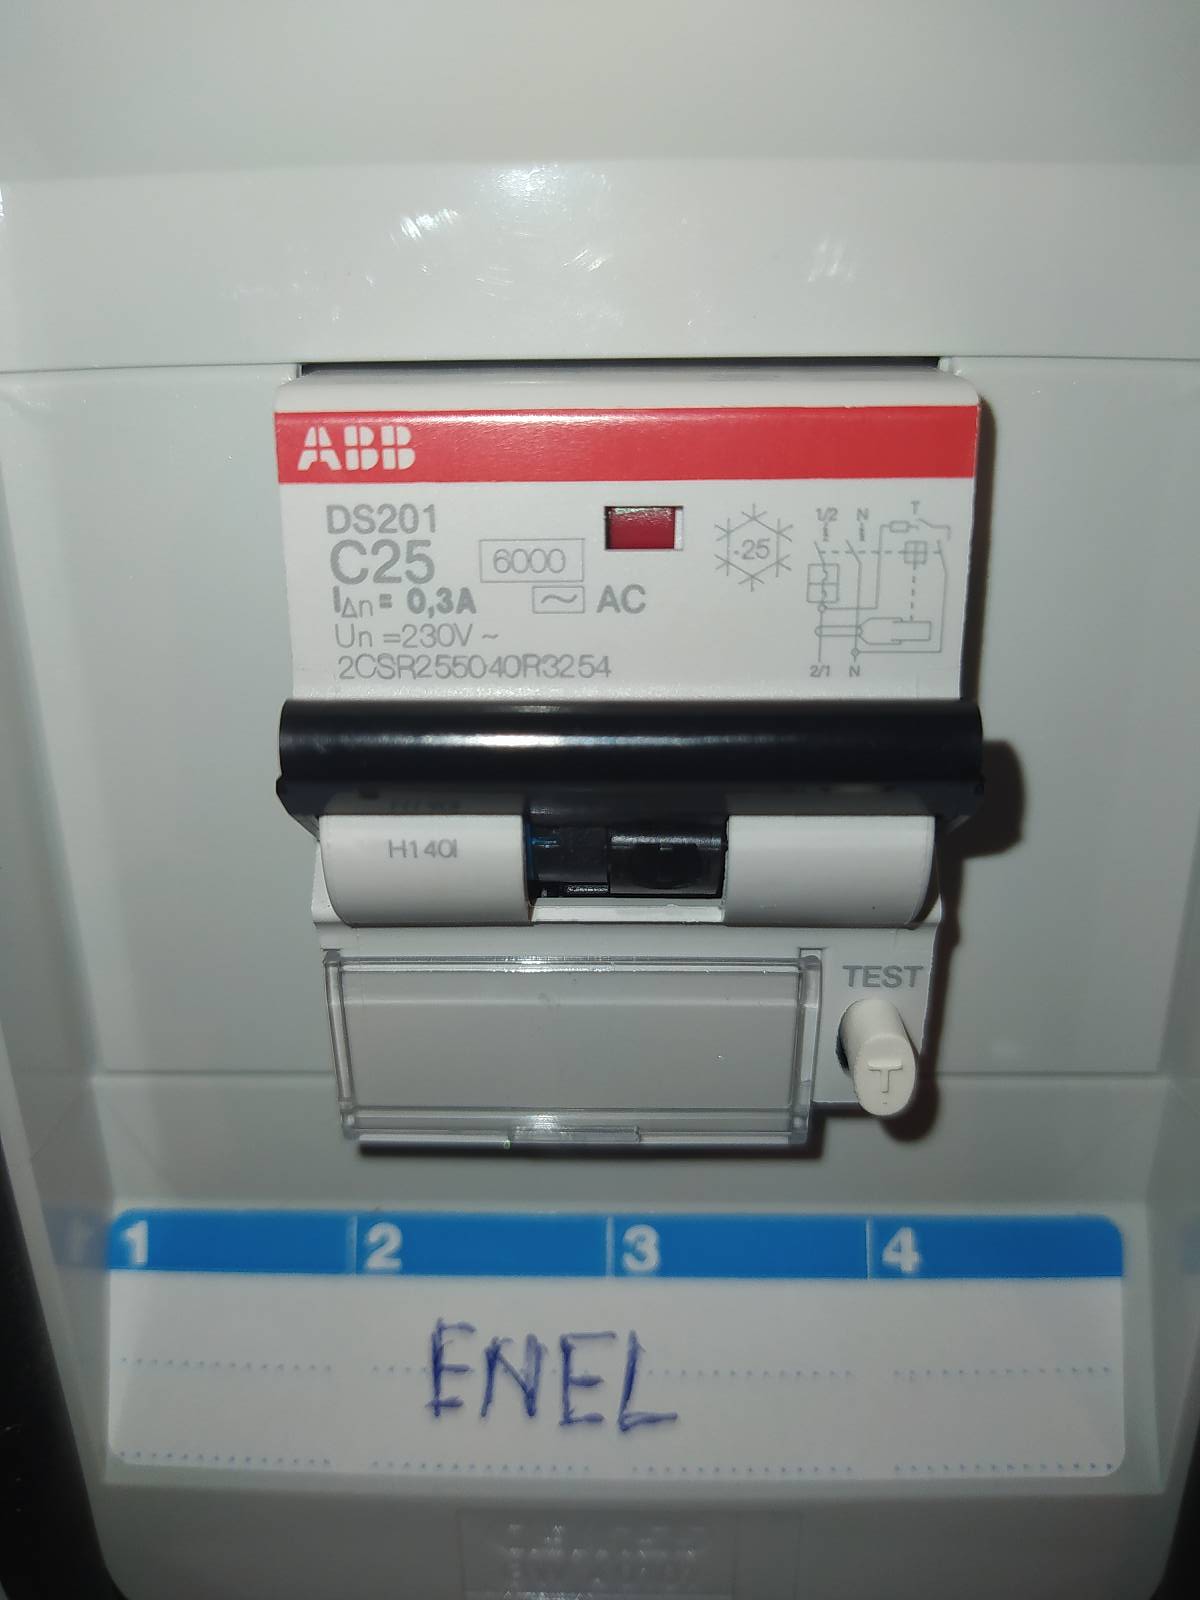 ABB
DS201
C25
6000
IΔn= 0,3A
~ AC
Un =230V ~
2CSR255040R3254
-25
1/2 N T
2/1 N
H140I
TEST
T
1 2 3 4
ENEL